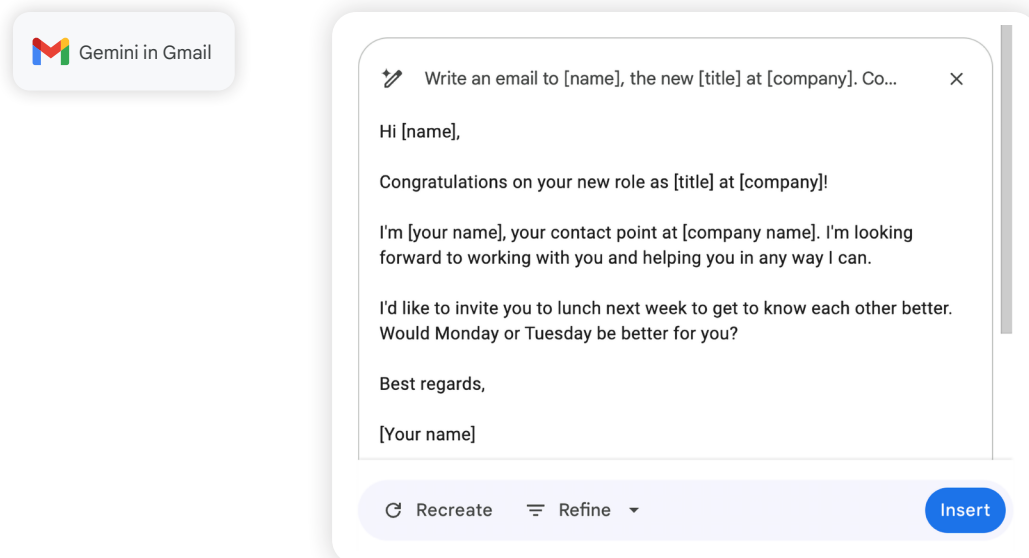 Gemini in Gmail
Write an email to [name], the new [title] at [company]. Co...
Hi [name],
Congratulations on your new role as [title] at [company]!
I'm [your name], your contact point at [company name]. I'm looking
forward to working with you and helping you in any way I can.
I'd like to invite you to lunch next week to get to know each other better.
Would Monday or Tuesday be better for you?
Best regards,
[Your name]
Recreate
Refine
Insert